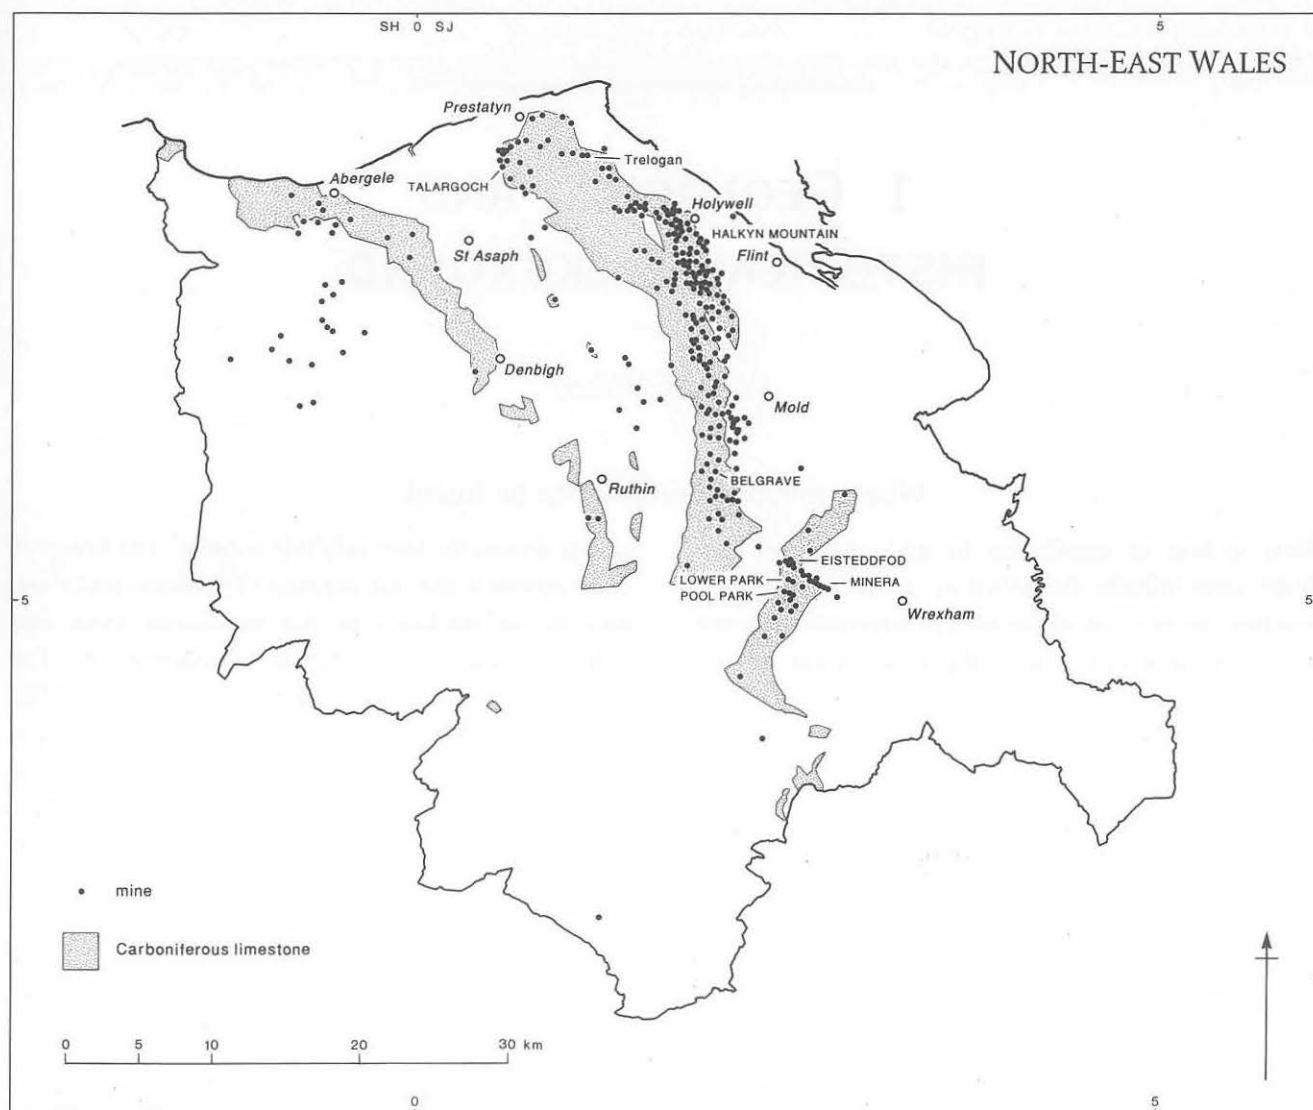 SH 0 SJ
5
NORTH-EAST WALES
Prestatyn
Trelogan
TALARGOCH
Abergele
Holywell
HALKYN MOUNTAIN
St Asaph
Flint
Denbigh
Mold
Ruthin
BELGRAVE
EISTEDDFOD
LOWER PARK
MINERA
POOL PARK
5
Wrexham
5
mine
Carboniferous limestone
0 5 10 20 30 km
0
5